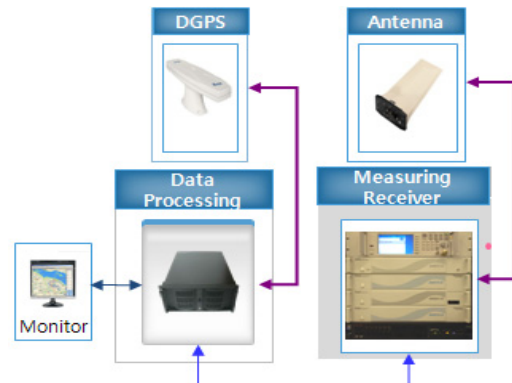 DGPS
Antenna
Data
Processing
Measuring
Receiver
Monitor